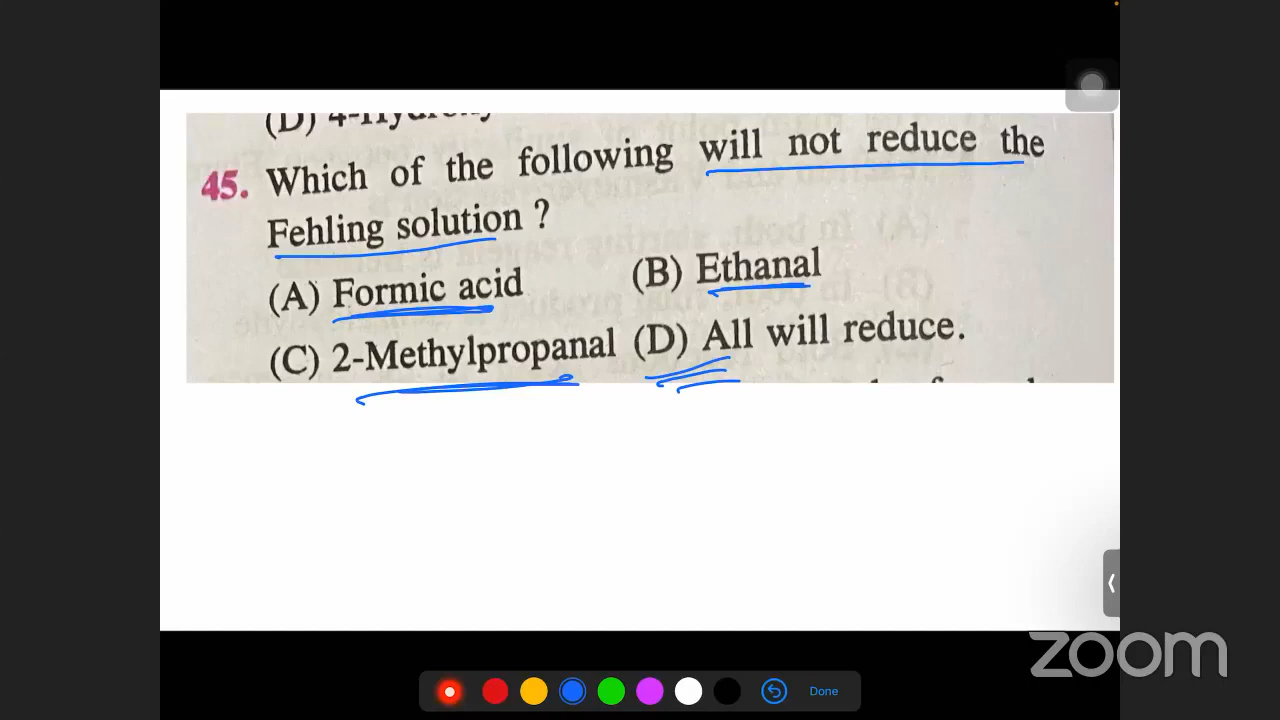 45. Which of the following will not reduce the
Fehling solution ?
(A) Formic acid (B) Ethanal
(C) 2-Methylpropanal (D) All will reduce.
zoom
Done